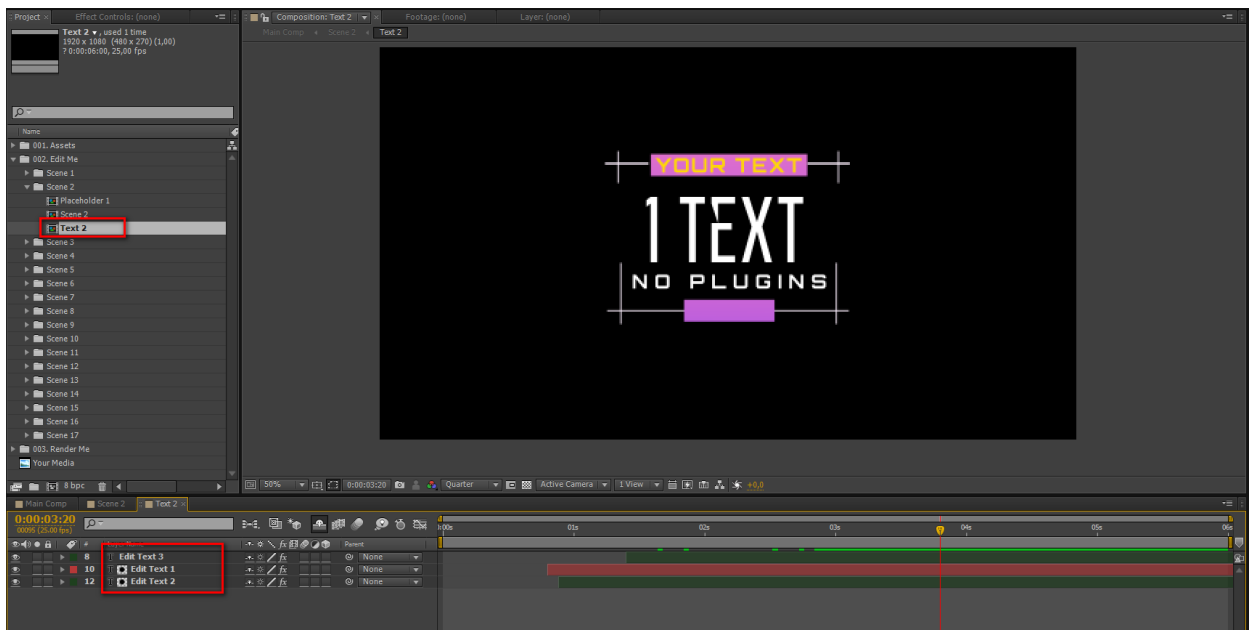 Project × Effect Controls: (none)
Composition: Text 2 × Footage: (none) Layer: (none)
Text 2 ▼, used 1 time
1920 x 1080 (480 x 270) (1,00)
? 0:00:06:00, 25,00 fps
Main Comp Scene 2 Text 2
Name
001. Assets
002. Edit Me
Scene 1
Scene 2
Placeholder 1
Scene 2
Text 2
Scene 3
Scene 4
Scene 5
Scene 6
Scene 7
Scene 8
Scene 9
Scene 10
Scene 11
Scene 12
Scene 13
Scene 14
Scene 15
Scene 16
Scene 17
003. Render Me
Your Media
8 bpc
YOUR TEXT
1 TEXT
NO PLUGINS
50% 0:00:03:20 Quarter Active Camera 1 View +0,0
Main Comp Scene 2 Text 2 ×
0:00:03:20
00095 (25.00 fps)
# Parent
8 Edit Text 3 fx None
10 Edit Text 1 fx None
12 Edit Text 2 fx None
01s 02s 03s 04s 05s 06s